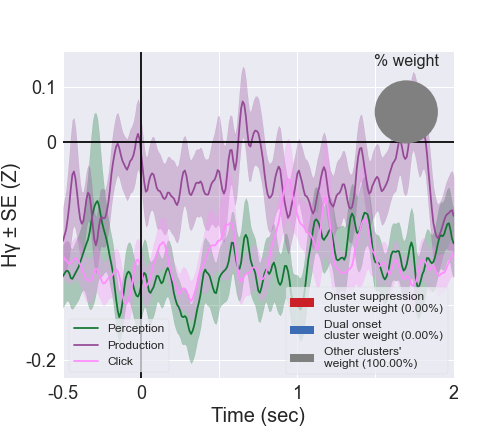 % weight
0.1
0
-0.2
Hγ ± SE (Z)
Perception
Production
Click
Onset suppression
cluster weight (0.00%)
Dual onset
cluster weight (0.00%)
Other clusters'
weight (100.00%)
-0.5
0
1
2
Time (sec)